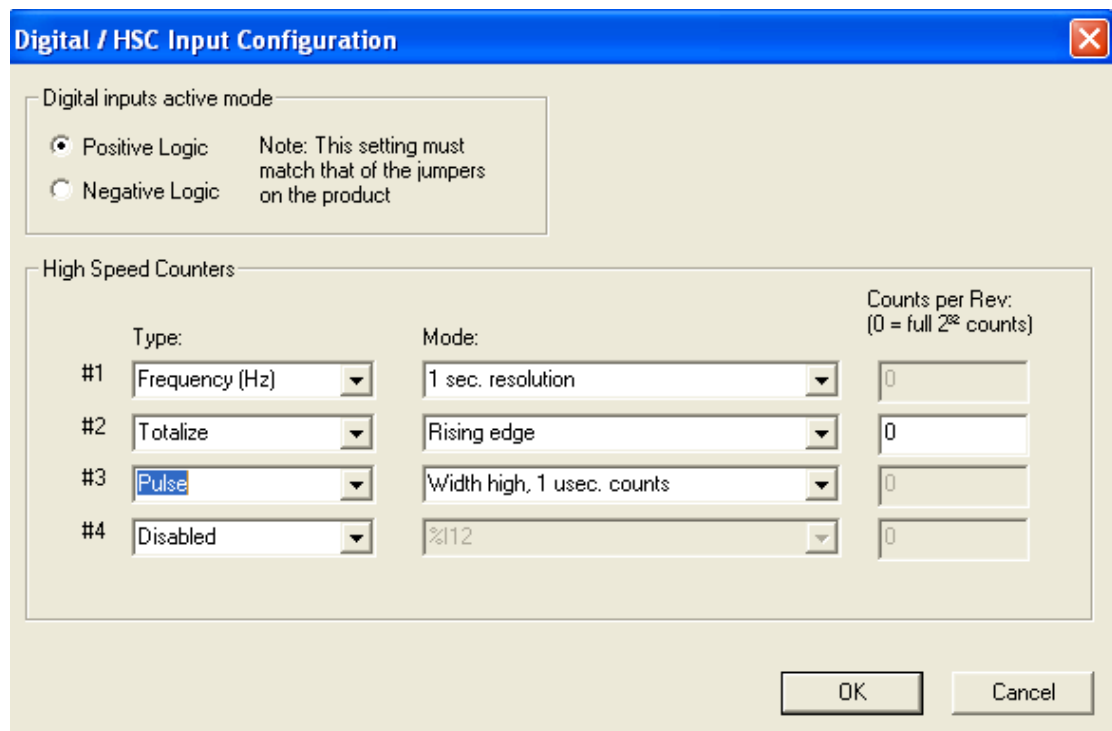 Digital / HSC Input Configuration
Digital inputs active mode
Positive Logic
Negative Logic
Note: This setting must
match that of the jumpers
on the product
High Speed Counters
Type:
Mode:
Counts per Rev:
(0 = full 2³² counts)
#1 Frequency (Hz) 1 sec. resolution 0
#2 Totalize Rising edge 0
#3 Pulse Width high, 1 usec. counts 0
#4 Disabled %I12 0
OK Cancel